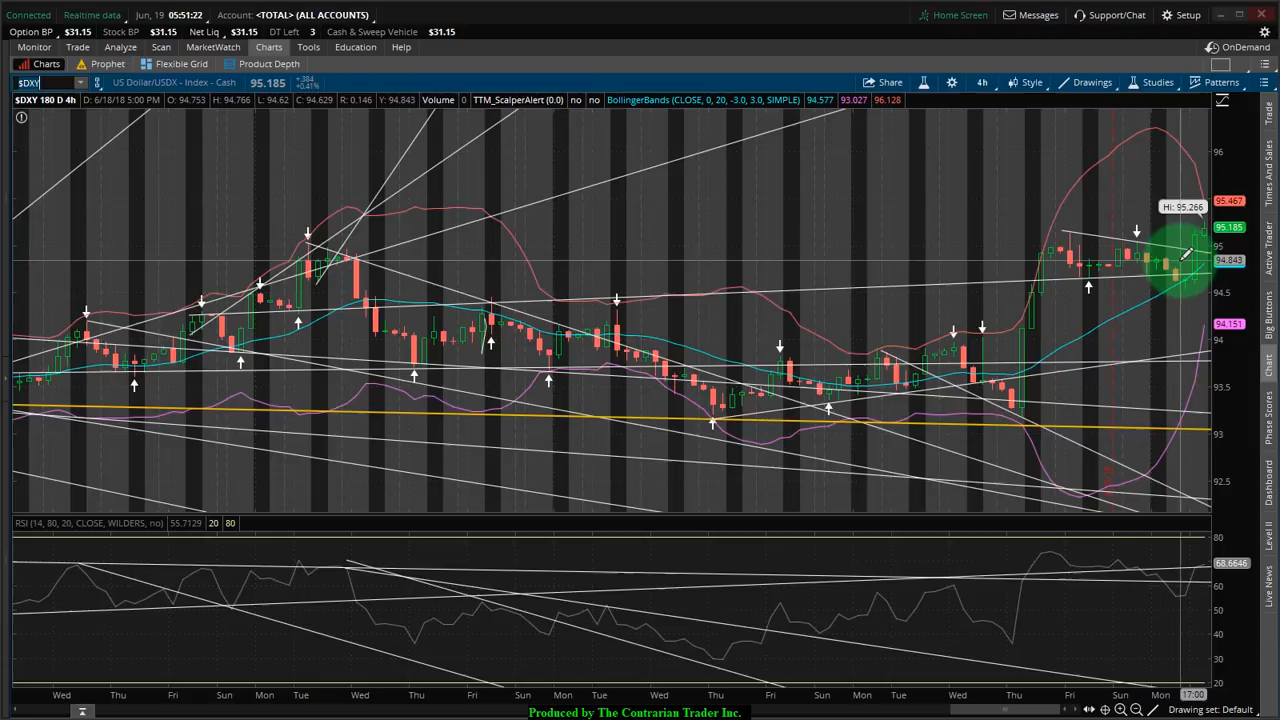 Connected Realtime data Jun, 19 05:51:22 Account: <TOTAL> (ALL ACCOUNTS) Home Screen Messages Support/Chat Setup
Option BP $31.15 Stock BP $31.15 Net Liq $31.15 DT Left 3 Cash & Sweep Vehicle $31.15
Monitor Trade Analyze Scan MarketWatch Charts Tools Education Help OnDemand
Charts Prophet Flexible Grid Product Depth
$DXY US Dollar/USDX - Index - Cash 95.185 +.384 +0.41% Share 4h Style Drawings Studies Patterns
$DXY 180 D 4h D: 6/18/18 5:00 PM O: 94.753 H: 94.766 L: 94.62 C: 94.629 R: 0.146 Y: 94.843 Volume 0 TTM_ScalperAlert (0.0) no no BollingerBands (CLOSE, 0, 20, -3.0, 3.0, SIMPLE) 94.577 93.027 96.128
96
95.467
Hi: 95.266
95.185
95
94.843
94.5
94.151
94
93.5
93
92.5
RSI (14, 80, 20, CLOSE, WILDERS, no) 55.7129 20 80
80
68.6646
60
50
40
30
20
Wed Thu Fri Sun Mon Tue Wed Thu Fri Mon Tue Wed Thu Sun Mon Wed Thu Fri Sun Mon 17:00
Drawing set: Default
Produced by The Contrarian Trader Inc.
Trade
Times And Sales
Active Trader
Big Buttons
Chart
Phase Scores
Dashboard
Level II
Live News